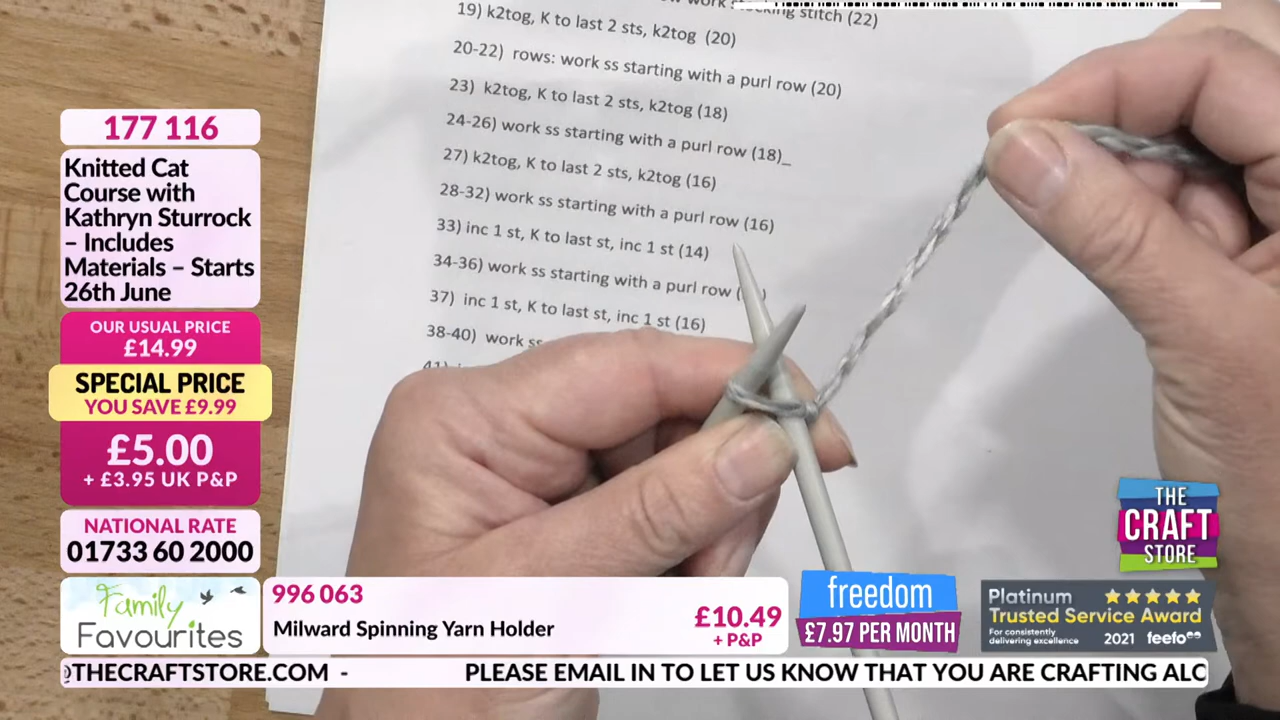 stitch (22)
19) k2tog, K to last 2 sts, k2tog (20)
20-22) rows: work ss starting with a purl row (20)
23) k2tog, K to last 2 sts, k2tog (18)
24-26) work ss starting with a purl row (18)_
27) k2tog, K to last 2 sts, k2tog (16)
28-32) work ss starting with a purl row (16)
33) inc 1 st, K to last st, inc 1 st (14)
34-36) work ss starting with a purl row
37) inc 1 st, K to last st, inc 1 st (16)
38-40) work ss
177 116
Knitted Cat
Course with
Kathryn Sturrock
– Includes
Materials – Starts
26th June
OUR USUAL PRICE
£14.99
SPECIAL PRICE
YOU SAVE £9.99
£5.00
+ £3.95 UK P&P
NATIONAL RATE
01733 60 2000
THE
CRAFT
STORE
Family
Favourites
996 063
Milward Spinning Yarn Holder
£10.49
+ P&P
freedom
£7.97 PER MONTH
Platinum
Trusted Service Award
For consistently
delivering excellence
2021 feefo
@THECRAFTSTORE.COM - PLEASE EMAIL IN TO LET US KNOW THAT YOU ARE CRAFTING ALO